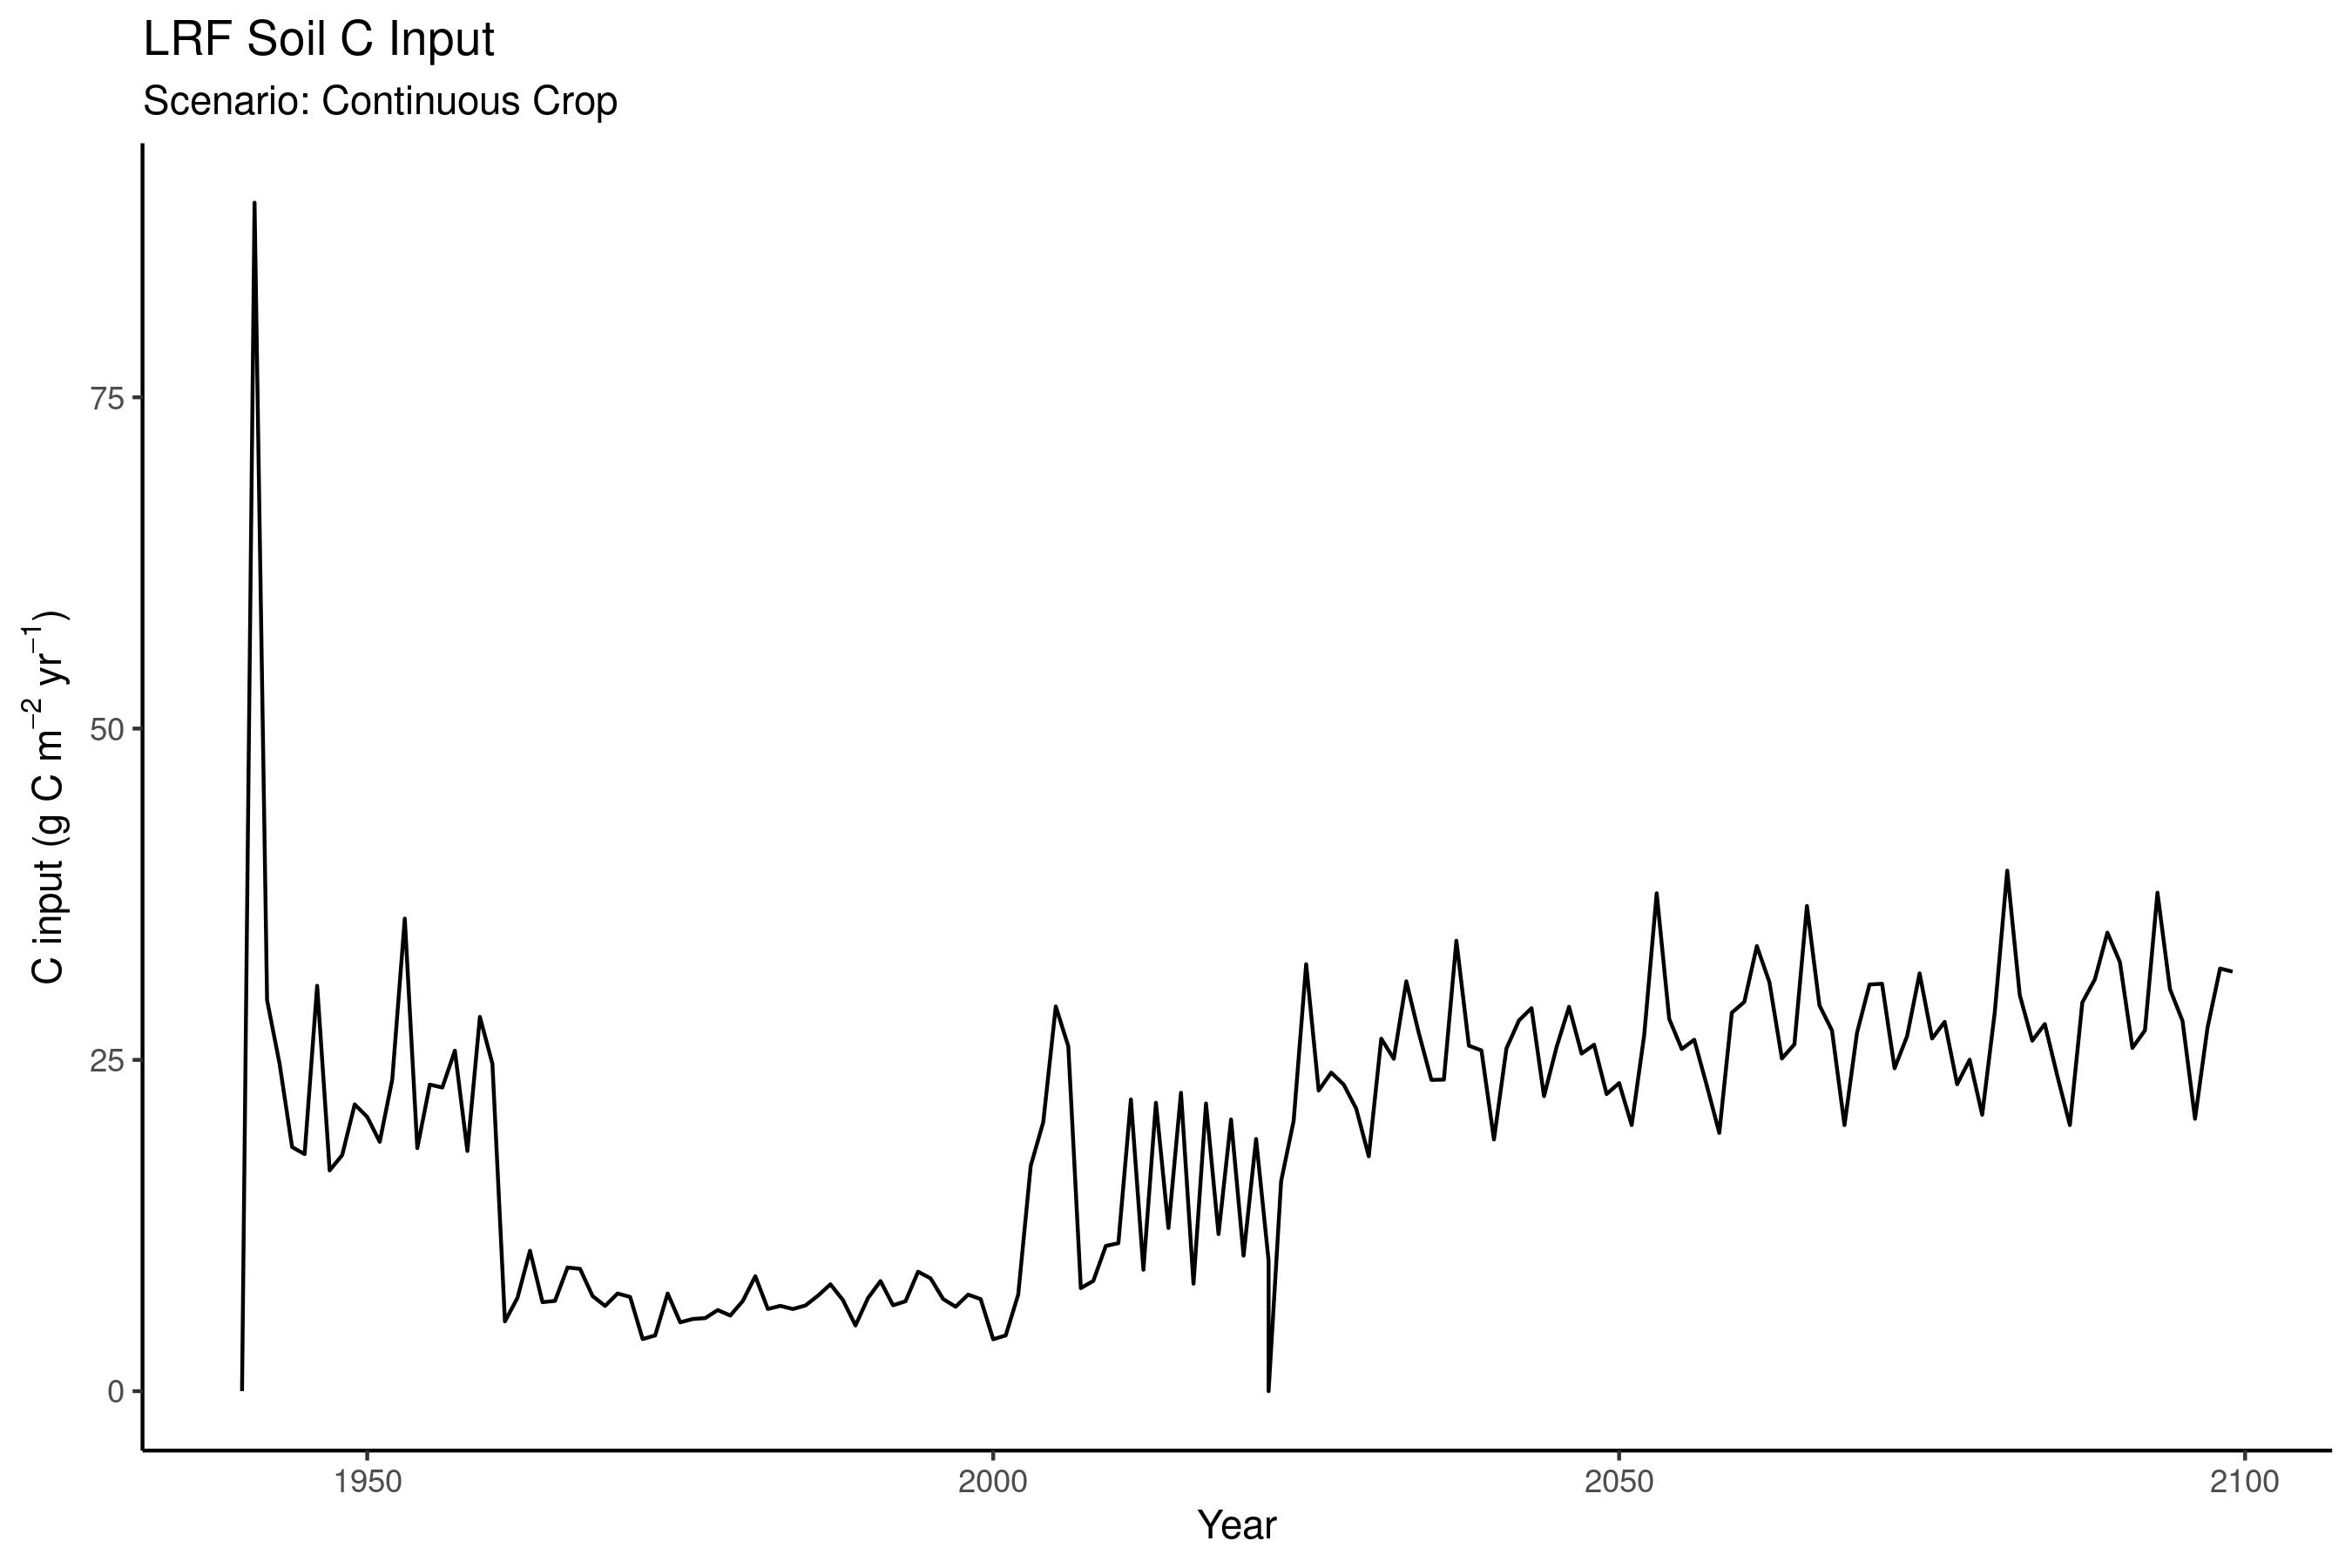 LRF Soil C Input
Scenario: Continuous Crop
C input (g C m⁻² yr⁻¹)
75
50
25
0
1950 2000 2050 2100
Year